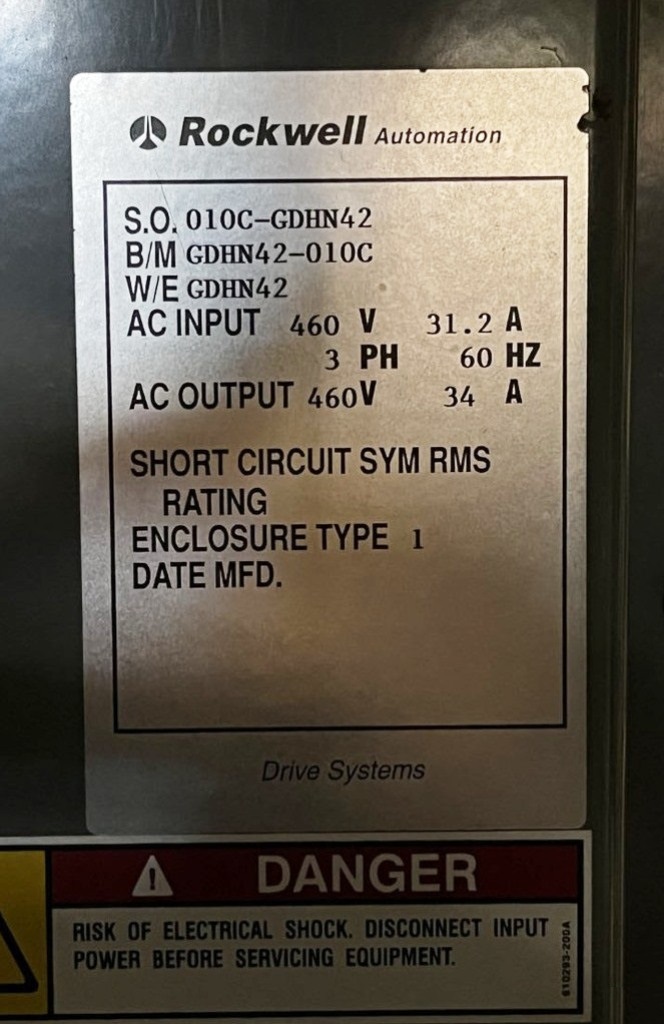 Rockwell Automation
S.O. 010C-GDHN42
B/M GDHN42-010C
W/E GDHN42
AC INPUT 460 V 31.2 A
3 PH 60 HZ
AC OUTPUT 460V 34 A
SHORT CIRCUIT SYM RMS
RATING
ENCLOSURE TYPE 1
DATE MFD.
Drive Systems
DANGER
RISK OF ELECTRICAL SHOCK. DISCONNECT INPUT
POWER BEFORE SERVICING EQUIPMENT.
610293-200A